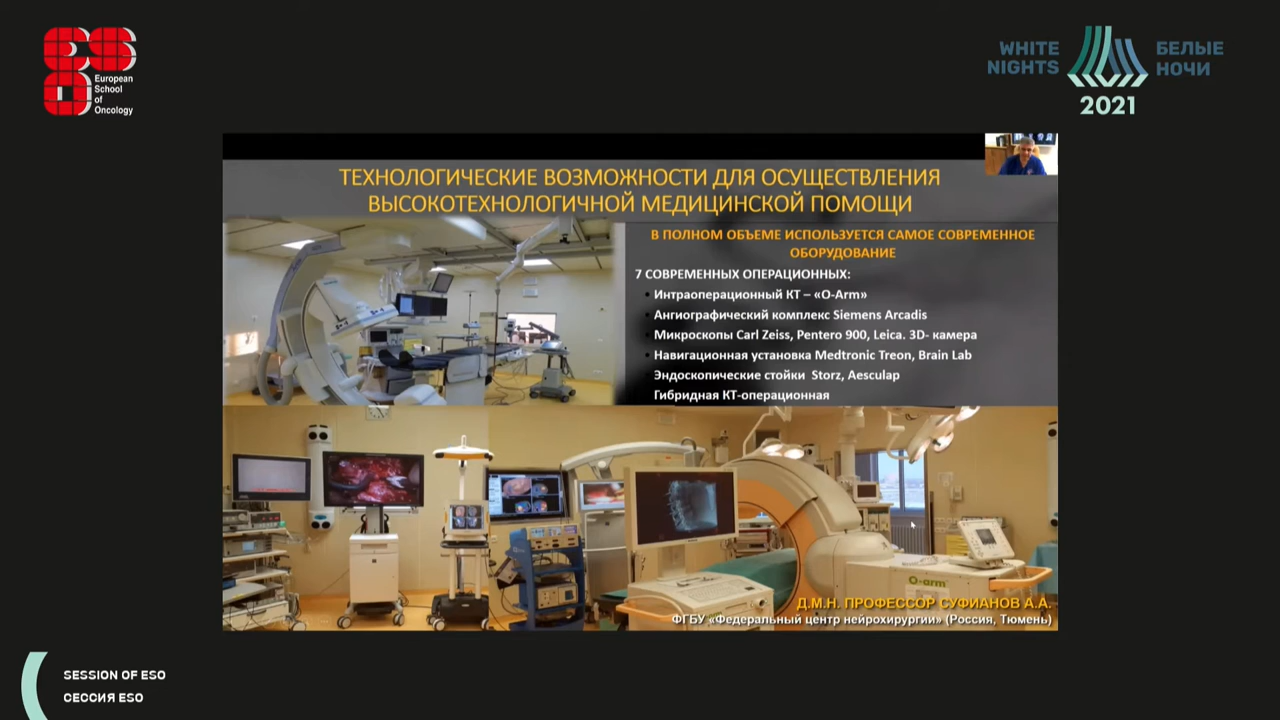 European
School
of
Oncology
WHITE
NIGHTS
БЕЛЫЕ
НОЧИ
2021
ТЕХНОЛОГИЧЕСКИЕ ВОЗМОЖНОСТИ ДЛЯ ОСУЩЕСТВЛЕНИЯ
ВЫСОКОТЕХНОЛОГИЧНОЙ МЕДИЦИНСКОЙ ПОМОЩИ
В ПОЛНОМ ОБЪЕМЕ ИСПОЛЬЗУЕТСЯ САМОЕ СОВРЕМЕННОЕ
ОБОРУДОВАНИЕ
7 СОВРЕМЕННЫХ ОПЕРАЦИОННЫХ:
• Интраоперационный КТ – «O-Arm»
• Ангиографический комплекс Siemens Arcadis
• Микроскопы Carl Zeiss, Pentero 900, Leica. 3D- камера
• Навигационная установка Medtronic Treon, Brain Lab
Эндоскопические стойки Storz, Aesculap
Гибридная КТ-операционная
O-arm
Д.М.Н. ПРОФЕССОР СУФИАНОВ А.А.
ФГБУ «Федеральный центр нейрохирургии» (Россия, Тюмень)
SESSION OF ESO
СЕССИЯ ESO